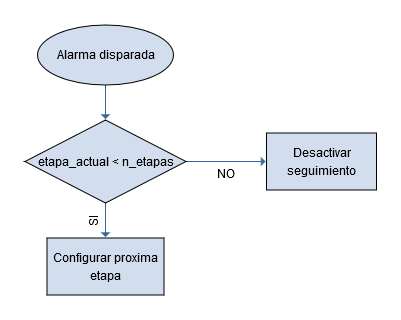 Alarma disparada
etapa_actual < n_etapas
NO
Desactivar
seguimiento
SI
Configurar proxima
etapa